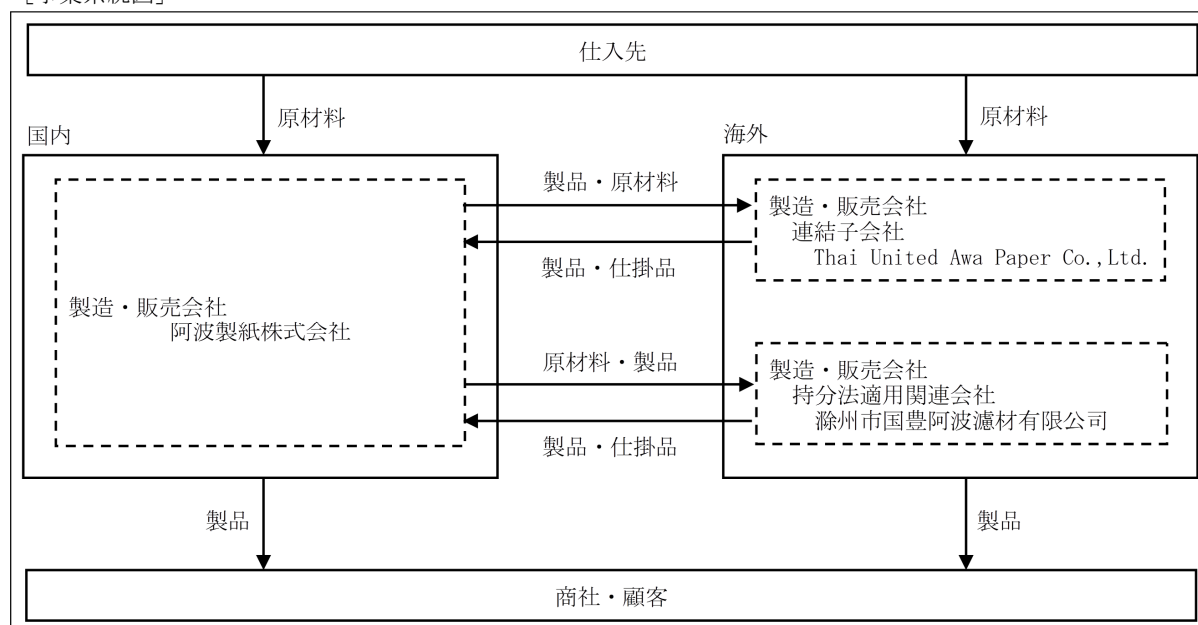 仕入先
原材料
原材料
国内
海外
製品・原材料
製造・販売会社
連結子会社
Thai United Awa Paper Co.,Ltd.
製品・仕掛品
製造・販売会社
阿波製紙株式会社
原材料・製品
製造・販売会社
持分法適用関連会社
滁州市国豊阿波濾材有限公司
製品・仕掛品
製品
製品
商社・顧客